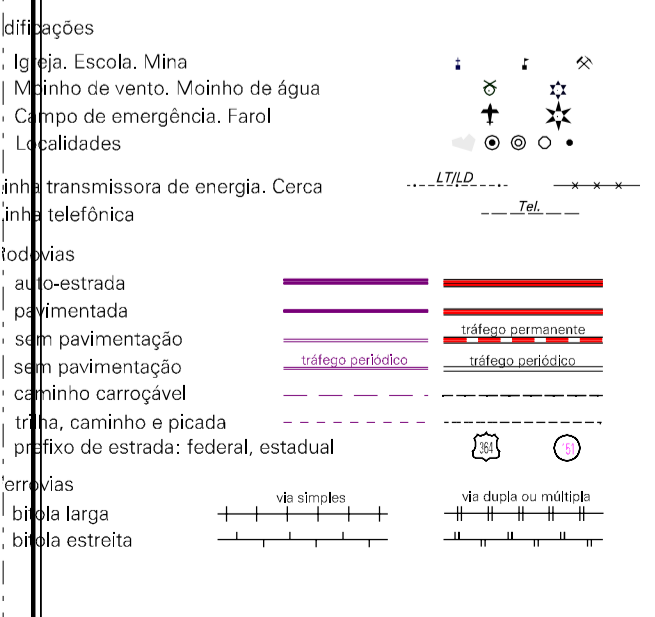 dificações
Igreja. Escola. Mina
Moinho de vento. Moinho de água
Campo de emergência. Farol
Localidades
inha transmissora de energia. Cerca LT/LD
inha telefônica Tel.
odovias
auto-estrada
pavimentada
tráfego permanente
sem pavimentação
tráfego periódico tráfego periódico
sem pavimentação
caminho carroçável
trilha, caminho e picada
prefixo de estrada: federal, estadual 364 151
errovias
via simples via dupla ou múltipla
bitola larga
bitola estreita